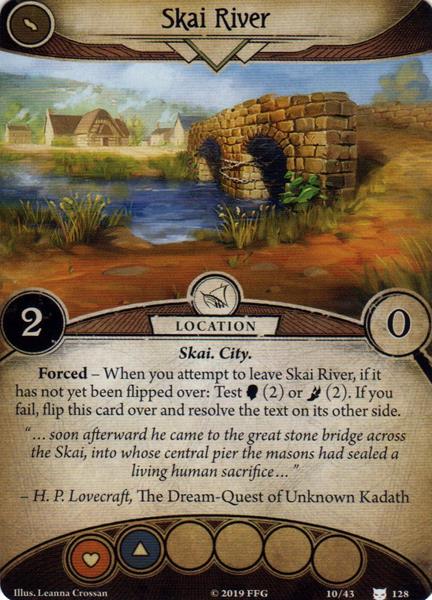 Skai River
2
LOCATION
0
Skai. City.
Forced – When you attempt to leave Skai River, if it
has not yet been flipped over: Test (2) or (2). If you
fail, flip this card over and resolve the text on its other side.
“… soon afterward he came to the great stone bridge across
the Skai, into whose central pier the masons had sealed a
living human sacrifice…”
– H. P. Lovecraft, The Dream-Quest of Unknown Kadath
Illus. Leanna Crossan © 2019 FFG 10/43 128